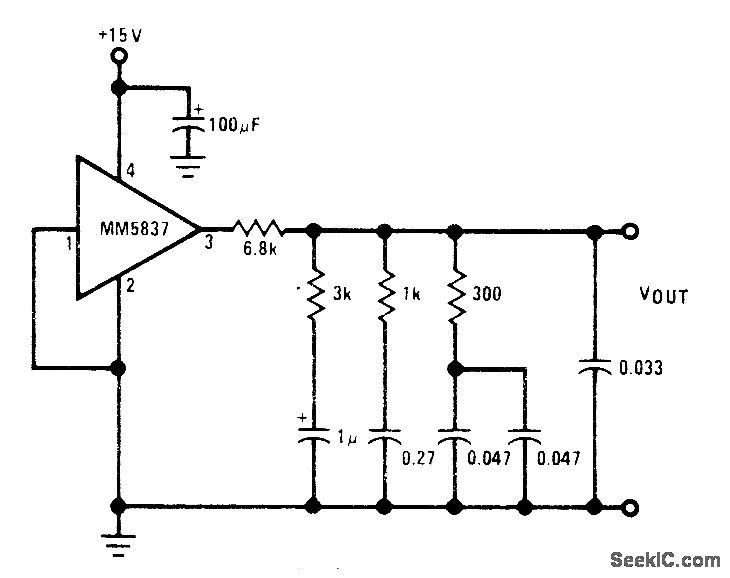 +15V
+
100μF
4
MM5837
1
3
2
6.8k
3k
1k
300
VOUT
0.033
+
1μ
0.27
0.047
0.047
SeekIC.com